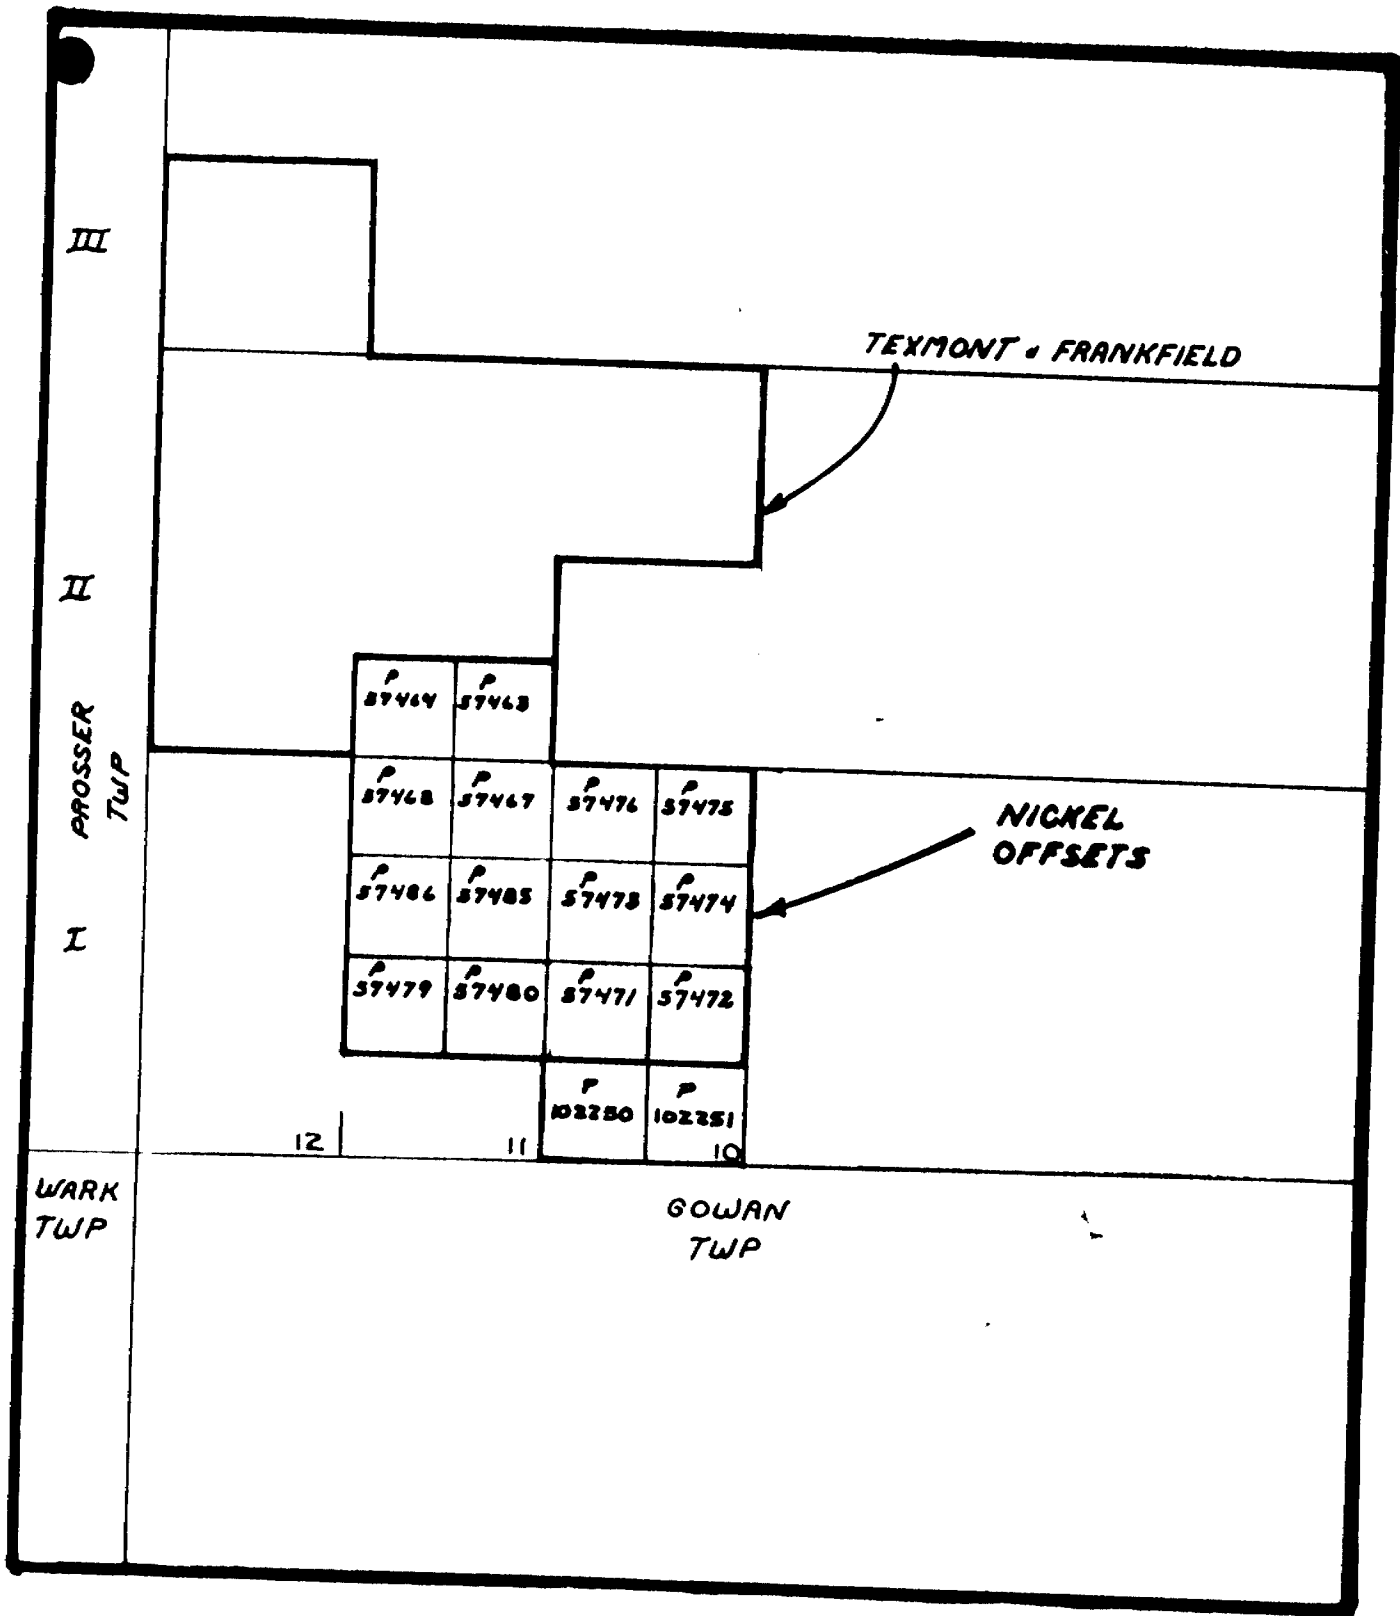 III
TEXMONT & FRANKFIELD
II
P
57464
P
57463
PROSSER
TWP
P
57468
P
57467
P
57476
P
57475
NICKEL
OFFSETS
P
57486
P
57485
P
57473
P
57474
I
P
57479
P
57480
P
57471
P
57472
P
102250
P
102251
12
11
10
WARK
TWP
GOWAN
TWP